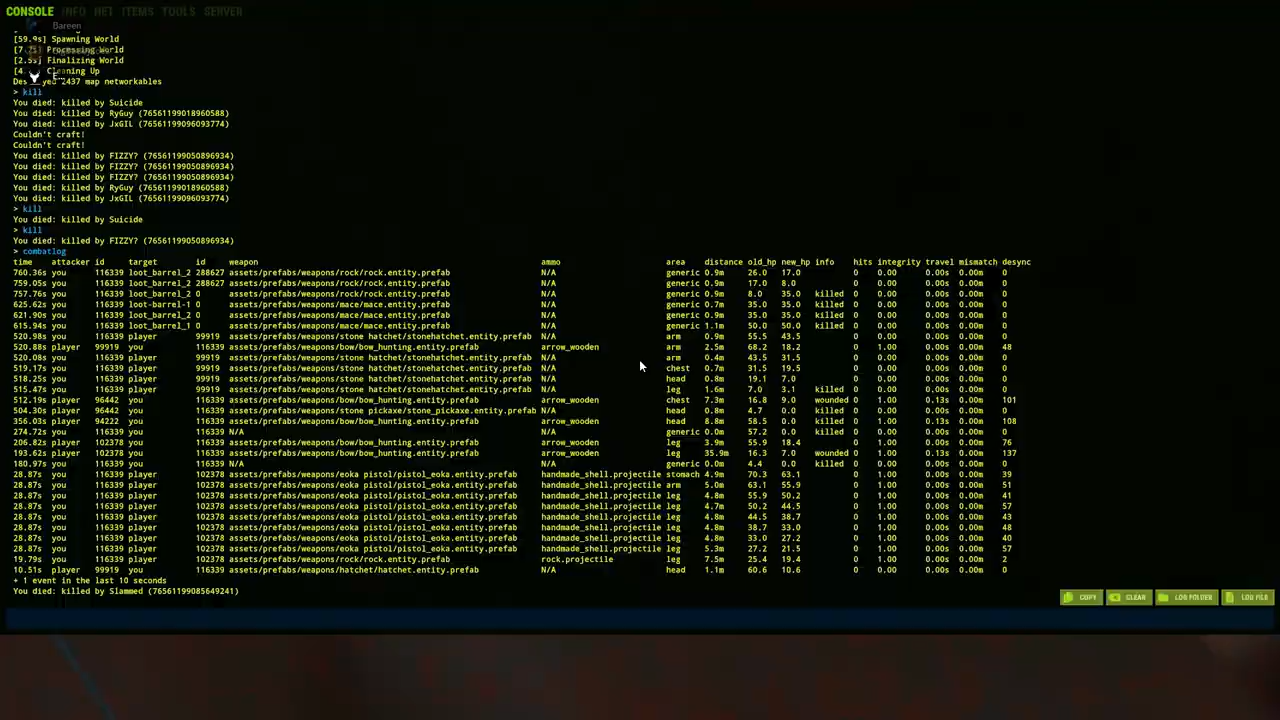 CONSOLE INFO NET ITEMS TOOLS SERVER
Bareen
[59.9s] Spawning World
Processing World
Finalizing World
Cleaning Up
2437 map networkables
> kill
You died: killed by Suicide
You died: killed by RyGuy (76561199018960588)
You died: killed by JxGIL (76561199096093774)
Couldn't craft!
Couldn't craft!
You died: killed by FIZZY? (76561199050896934)
You died: killed by FIZZY? (76561199050896934)
You died: killed by FIZZY? (76561199050896934)
You died: killed by RyGuy (76561199018960588)
You died: killed by JxGIL (76561199096093774)
> kill
You died: killed by Suicide
> kill
You died: killed by FIZZY? (76561199050896934)
> combatlog
time attacker id target id weapon ammo area distance old_hp new_hp info hits integrity travel mismatch desync
760.36s you 116339 loot_barrel_2 288627 assets/prefabs/weapons/rock/rock.entity.prefab N/A generic 0.9m 26.0 17.0 0 0.00 0.00s 0.00m 0
759.05s you 116339 loot_barrel_2 288627 assets/prefabs/weapons/rock/rock.entity.prefab N/A generic 0.9m 17.0 8.0 0 0.00 0.00s 0.00m 0
757.76s you 116339 loot_barrel_2 0 assets/prefabs/weapons/rock/rock.entity.prefab N/A generic 0.9m 8.0 35.0 killed 0 0.00 0.00s 0.00m 0
625.62s you 116339 loot-barrel-1 0 assets/prefabs/weapons/mace/mace.entity.prefab N/A generic 0.7m 35.0 35.0 killed 0 0.00 0.00s 0.00m 0
621.90s you 116339 loot_barrel_2 0 assets/prefabs/weapons/mace/mace.entity.prefab N/A generic 0.9m 35.0 35.0 killed 0 0.00 0.00s 0.00m 0
615.94s you 116339 loot_barrel_1 0 assets/prefabs/weapons/mace/mace.entity.prefab N/A generic 1.1m 50.0 50.0 killed 0 0.00 0.00s 0.00m 0
520.98s you 116339 player 99919 assets/prefabs/weapons/stone hatchet/stonehatchet.entity.prefab N/A arm 0.9m 55.5 43.5 0 0.00 0.00s 0.00m 0
520.88s player 99919 you 116339 assets/prefabs/weapons/bow/bow_hunting.entity.prefab arrow_wooden arm 2.5m 68.2 18.2 0 1.00 0.00s 0.00m 48
520.08s you 116339 player 99919 assets/prefabs/weapons/stone hatchet/stonehatchet.entity.prefab N/A arm 0.4m 43.5 31.5 0 0.00 0.00s 0.00m 0
519.17s you 116339 player 99919 assets/prefabs/weapons/stone hatchet/stonehatchet.entity.prefab N/A chest 0.7m 31.5 19.5 0 0.00 0.00s 0.00m 0
518.25s you 116339 player 99919 assets/prefabs/weapons/stone hatchet/stonehatchet.entity.prefab N/A head 0.8m 19.1 7.0 0 0.00 0.00s 0.00m 0
515.47s you 116339 player 99919 assets/prefabs/weapons/stone hatchet/stonehatchet.entity.prefab N/A leg 1.6m 7.0 3.1 killed 0 0.00 0.00s 0.00m 0
512.19s player 96442 you 116339 assets/prefabs/weapons/bow/bow_hunting.entity.prefab arrow_wooden chest 7.3m 16.8 9.0 wounded 0 1.00 0.13s 0.00m 101
504.30s player 96442 you 116339 assets/prefabs/weapons/stone pickaxe/stone_pickaxe.entity.prefab N/A head 0.8m 4.7 0.0 killed 0 0.00 0.00s 0.00m 0
356.03s player 94222 you 116339 assets/prefabs/weapons/bow/bow_hunting.entity.prefab arrow_wooden head 8.8m 58.5 0.0 killed 0 1.00 0.13s 0.00m 108
274.72s you 116339 you 116339 N/A N/A generic 0.0m 57.2 0.0 killed 0 0.00 0.00s 0.00m 0
206.82s player 102378 you 116339 assets/prefabs/weapons/bow/bow_hunting.entity.prefab arrow_wooden leg 3.9m 55.9 18.4 0 1.00 0.00s 0.00m 76
193.62s player 102378 you 116339 assets/prefabs/weapons/bow/bow_hunting.entity.prefab arrow_wooden leg 35.9m 16.3 7.0 wounded 0 1.00 0.13s 0.00m 137
180.97s you 116339 you 116339 N/A N/A generic 0.0m 4.4 0.0 killed 0 0.00 0.00s 0.00m 0
28.87s you 116339 player 102378 assets/prefabs/weapons/eoka pistol/pistol_eoka.entity.prefab handmade_shell.projectile stomach 4.9m 70.3 63.1 0 1.00 0.00s 0.00m 39
28.87s you 116339 player 102378 assets/prefabs/weapons/eoka pistol/pistol_eoka.entity.prefab handmade_shell.projectile arm 5.0m 63.1 55.9 0 1.00 0.00s 0.00m 51
28.87s you 116339 player 102378 assets/prefabs/weapons/eoka pistol/pistol_eoka.entity.prefab handmade_shell.projectile leg 4.8m 55.9 50.2 0 1.00 0.00s 0.00m 41
28.87s you 116339 player 102378 assets/prefabs/weapons/eoka pistol/pistol_eoka.entity.prefab handmade_shell.projectile leg 4.7m 50.2 44.5 0 1.00 0.00s 0.00m 57
28.87s you 116339 player 102378 assets/prefabs/weapons/eoka pistol/pistol_eoka.entity.prefab handmade_shell.projectile leg 4.8m 44.5 38.7 0 1.00 0.00s 0.00m 43
28.87s you 116339 player 102378 assets/prefabs/weapons/eoka pistol/pistol_eoka.entity.prefab handmade_shell.projectile leg 4.8m 38.7 33.0 0 1.00 0.00s 0.00m 48
28.87s you 116339 player 102378 assets/prefabs/weapons/eoka pistol/pistol_eoka.entity.prefab handmade_shell.projectile leg 4.8m 33.0 27.2 0 1.00 0.00s 0.00m 40
28.87s you 116339 player 102378 assets/prefabs/weapons/eoka pistol/pistol_eoka.entity.prefab handmade_shell.projectile leg 5.3m 27.2 21.5 0 1.00 0.00s 0.00m 57
19.79s you 116339 player 102378 assets/prefabs/weapons/rock/rock.entity.prefab rock.projectile leg 7.5m 25.4 19.4 0 1.00 0.00s 0.00m 2
10.51s player 99919 you 116339 assets/prefabs/weapons/hatchet/hatchet.entity.prefab N/A head 1.1m 60.6 10.6 0 0.00 0.00s 0.00m 0
+ 1 event in the last 10 seconds
You died: killed by Slammed (76561199085649241)
COPY CLEAR LOG FOLDER LOG FILE